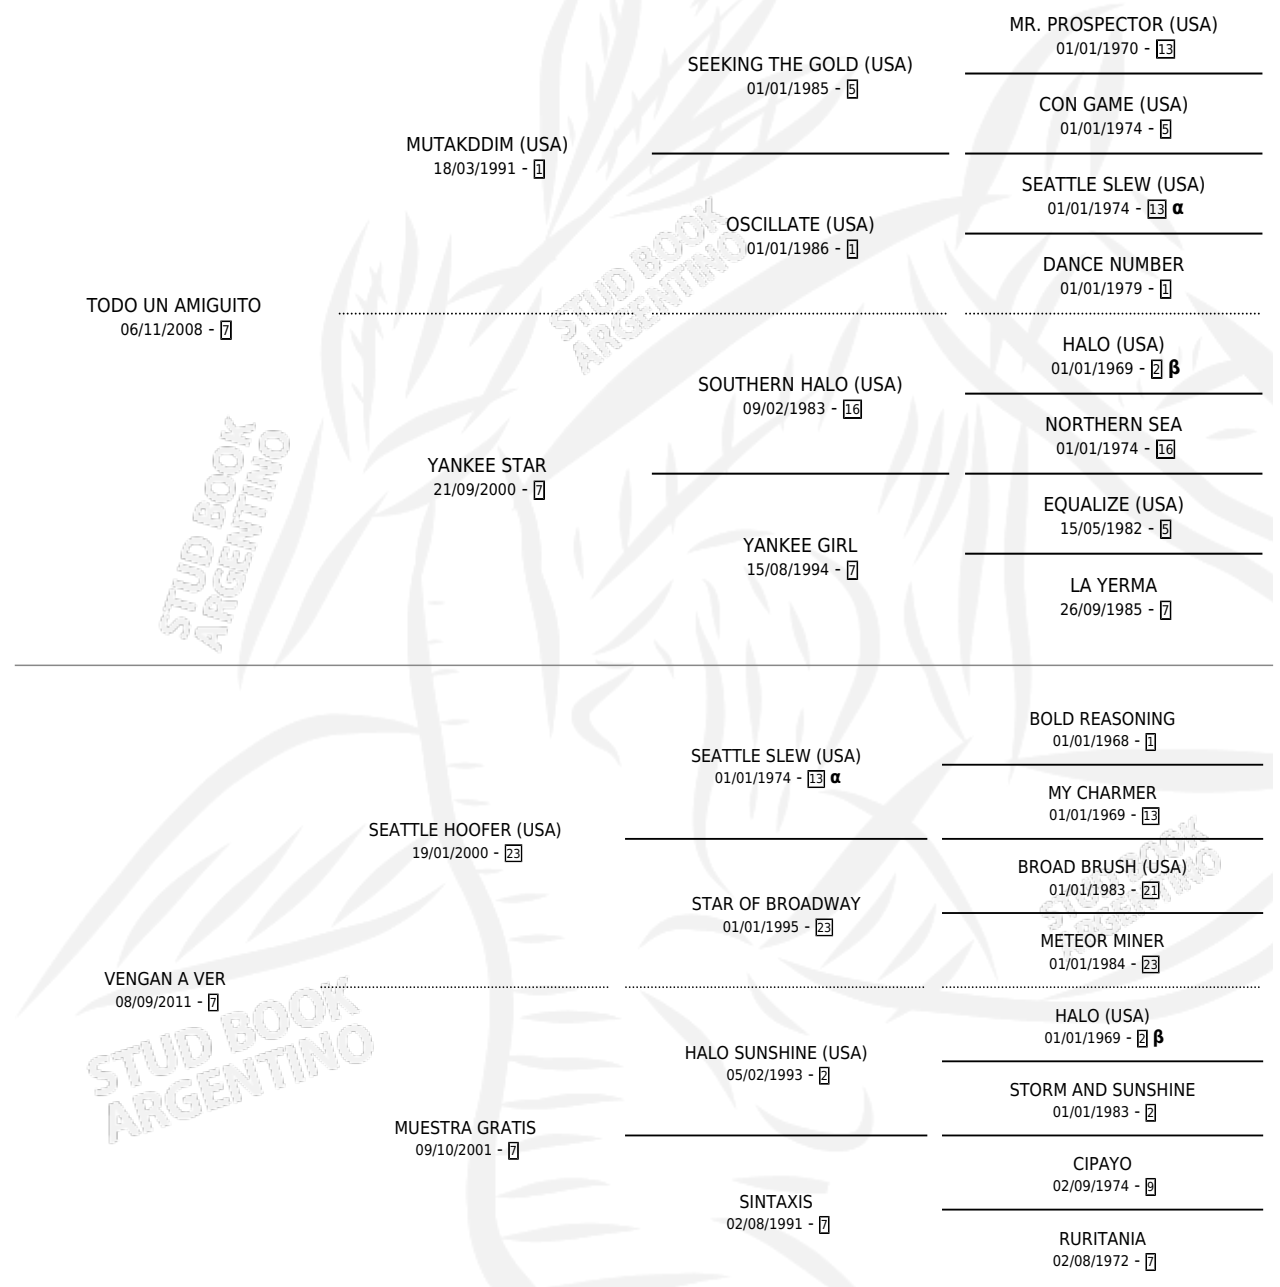 MR. PROSPECTOR (USA)
01/01/1970 - 13
SEEKING THE GOLD (USA)
01/01/1985 - 5
CON GAME (USA)
01/01/1974 - 5
MUTAKDDIM (USA)
18/03/1991 - 1
SEATTLE SLEW (USA)
01/01/1974 - 13 α
OSCILLATE (USA)
01/01/1986 - 1
DANCE NUMBER
01/01/1979 - 1
TODO UN AMIGUITO
06/11/2008 - 7
HALO (USA)
01/01/1969 - 2 β
SOUTHERN HALO (USA)
09/02/1983 - 16
NORTHERN SEA
01/01/1974 - 16
YANKEE STAR
21/09/2000 - 7
EQUALIZE (USA)
15/05/1982 - 5
YANKEE GIRL
15/08/1994 - 7
LA YERMA
26/09/1985 - 7
BOLD REASONING
01/01/1968 - 1
SEATTLE SLEW (USA)
01/01/1974 - 13 α
MY CHARMER
01/01/1969 - 13
SEATTLE HOOFER (USA)
19/01/2000 - 23
BROAD BRUSH (USA)
01/01/1983 - 21
STAR OF BROADWAY
01/01/1995 - 23
METEOR MINER
01/01/1984 - 23
VENGAN A VER
08/09/2011 - 7
HALO (USA)
01/01/1969 - 2 β
HALO SUNSHINE (USA)
05/02/1993 - 2
STORM AND SUNSHINE
01/01/1983 - 2
MUESTRA GRATIS
09/10/2001 - 7
CIPAYO
02/09/1974 - 9
SINTAXIS
02/08/1991 - 7
RURITANIA
02/08/1972 - 7
STUD BOOK
ARGENTINO
STUD BOOK
ARGENTINO
STUD BOOK
ARGENTINO
STUD BOOK
ARGENTINO